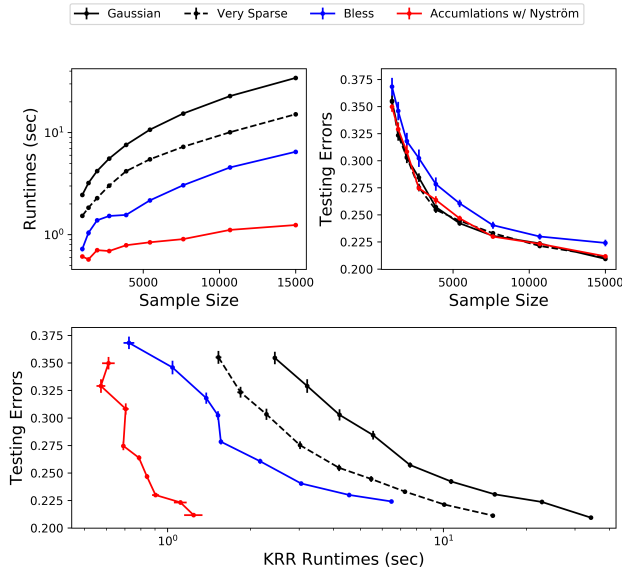 Gaussian Very Sparse Bless Accumlations w/ Nyström
Runtimes (sec)
10¹
10⁰
5000 10000 15000
Sample Size
Testing Errors
0.375
0.350
0.325
0.300
0.275
0.250
0.225
0.200
5000 10000 15000
Sample Size
Testing Errors
0.375
0.350
0.325
0.300
0.275
0.250
0.225
0.200
10⁰ 10¹
KRR Runtimes (sec)